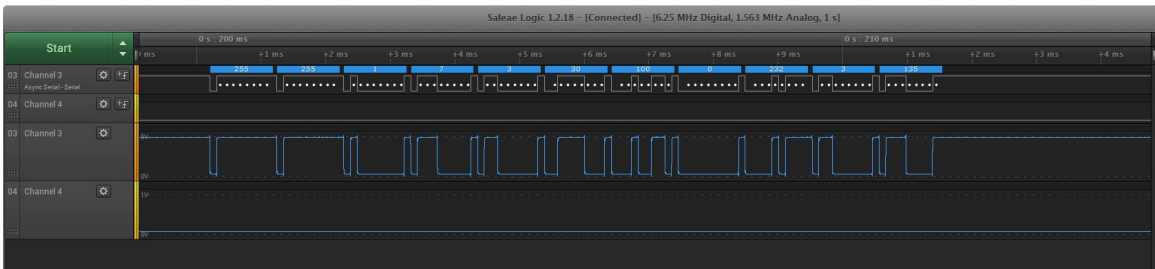 Saleae Logic 1.2.18 - [Connected] - [6.25 MHz Digital, 1.563 MHz Analog, 1 s]
Start
0 s : 200 ms 0 s : 210 ms
ms +1 ms +2 ms +3 ms +4 ms +5 ms +6 ms +7 ms +8 ms +9 ms +1 ms +2 ms +3 ms +4 ms
03 Channel 3
Async Serial - Serial
255 255 1 7 3 30 100 0 232 3 135
04 Channel 4
03 Channel 3
0V
04 Channel 4
1V
0V